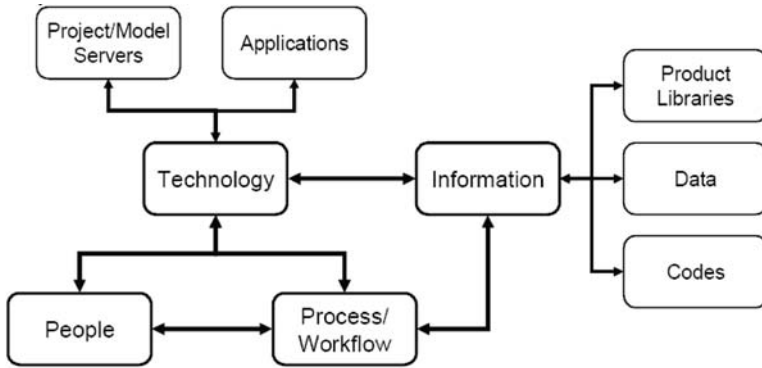 Project/Model
Servers
Applications
Product
Libraries
Technology
Information
Data
Codes
People
Process/
Workflow